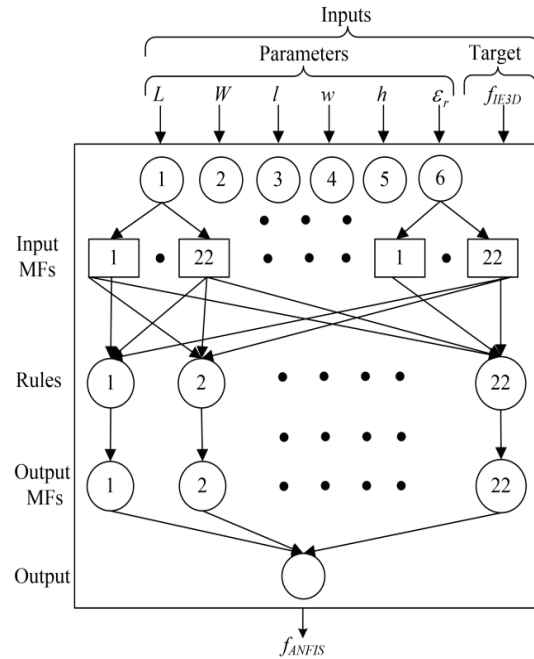 Inputs
Parameters Target
L W l w h εr fIE3D
1 2 3 4 5 6
Input MFs 1 22 1 22
Rules 1 2 22
Output MFs 1 2 22
Output
fANFIS